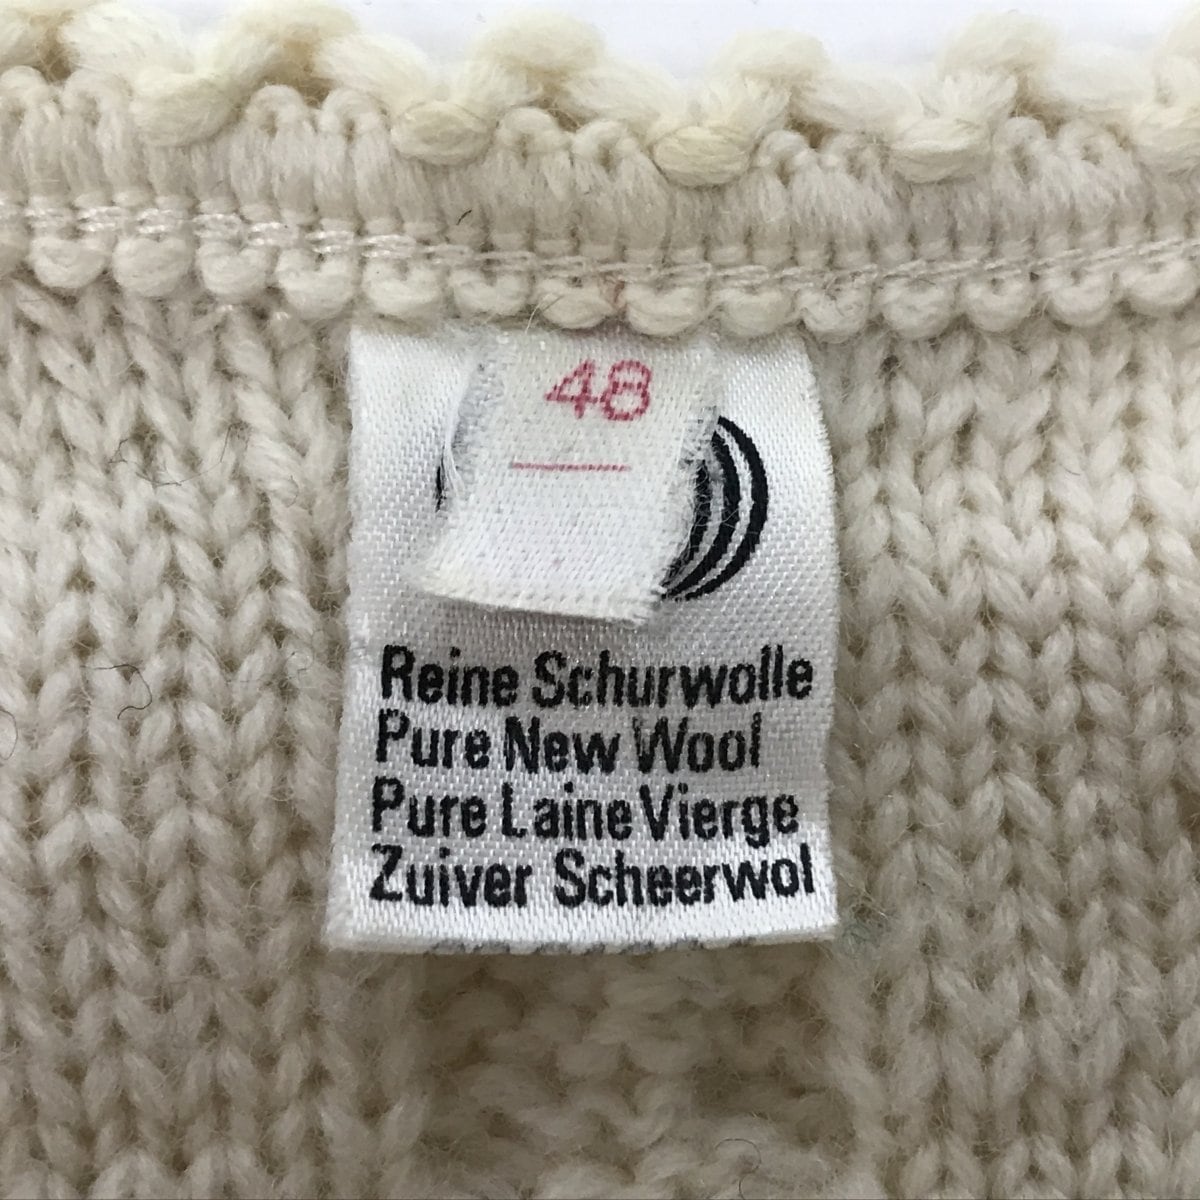 48
Reine Schurwolle
Pure New Wool
Pure Laine Vierge
Zuiver Scheerwol